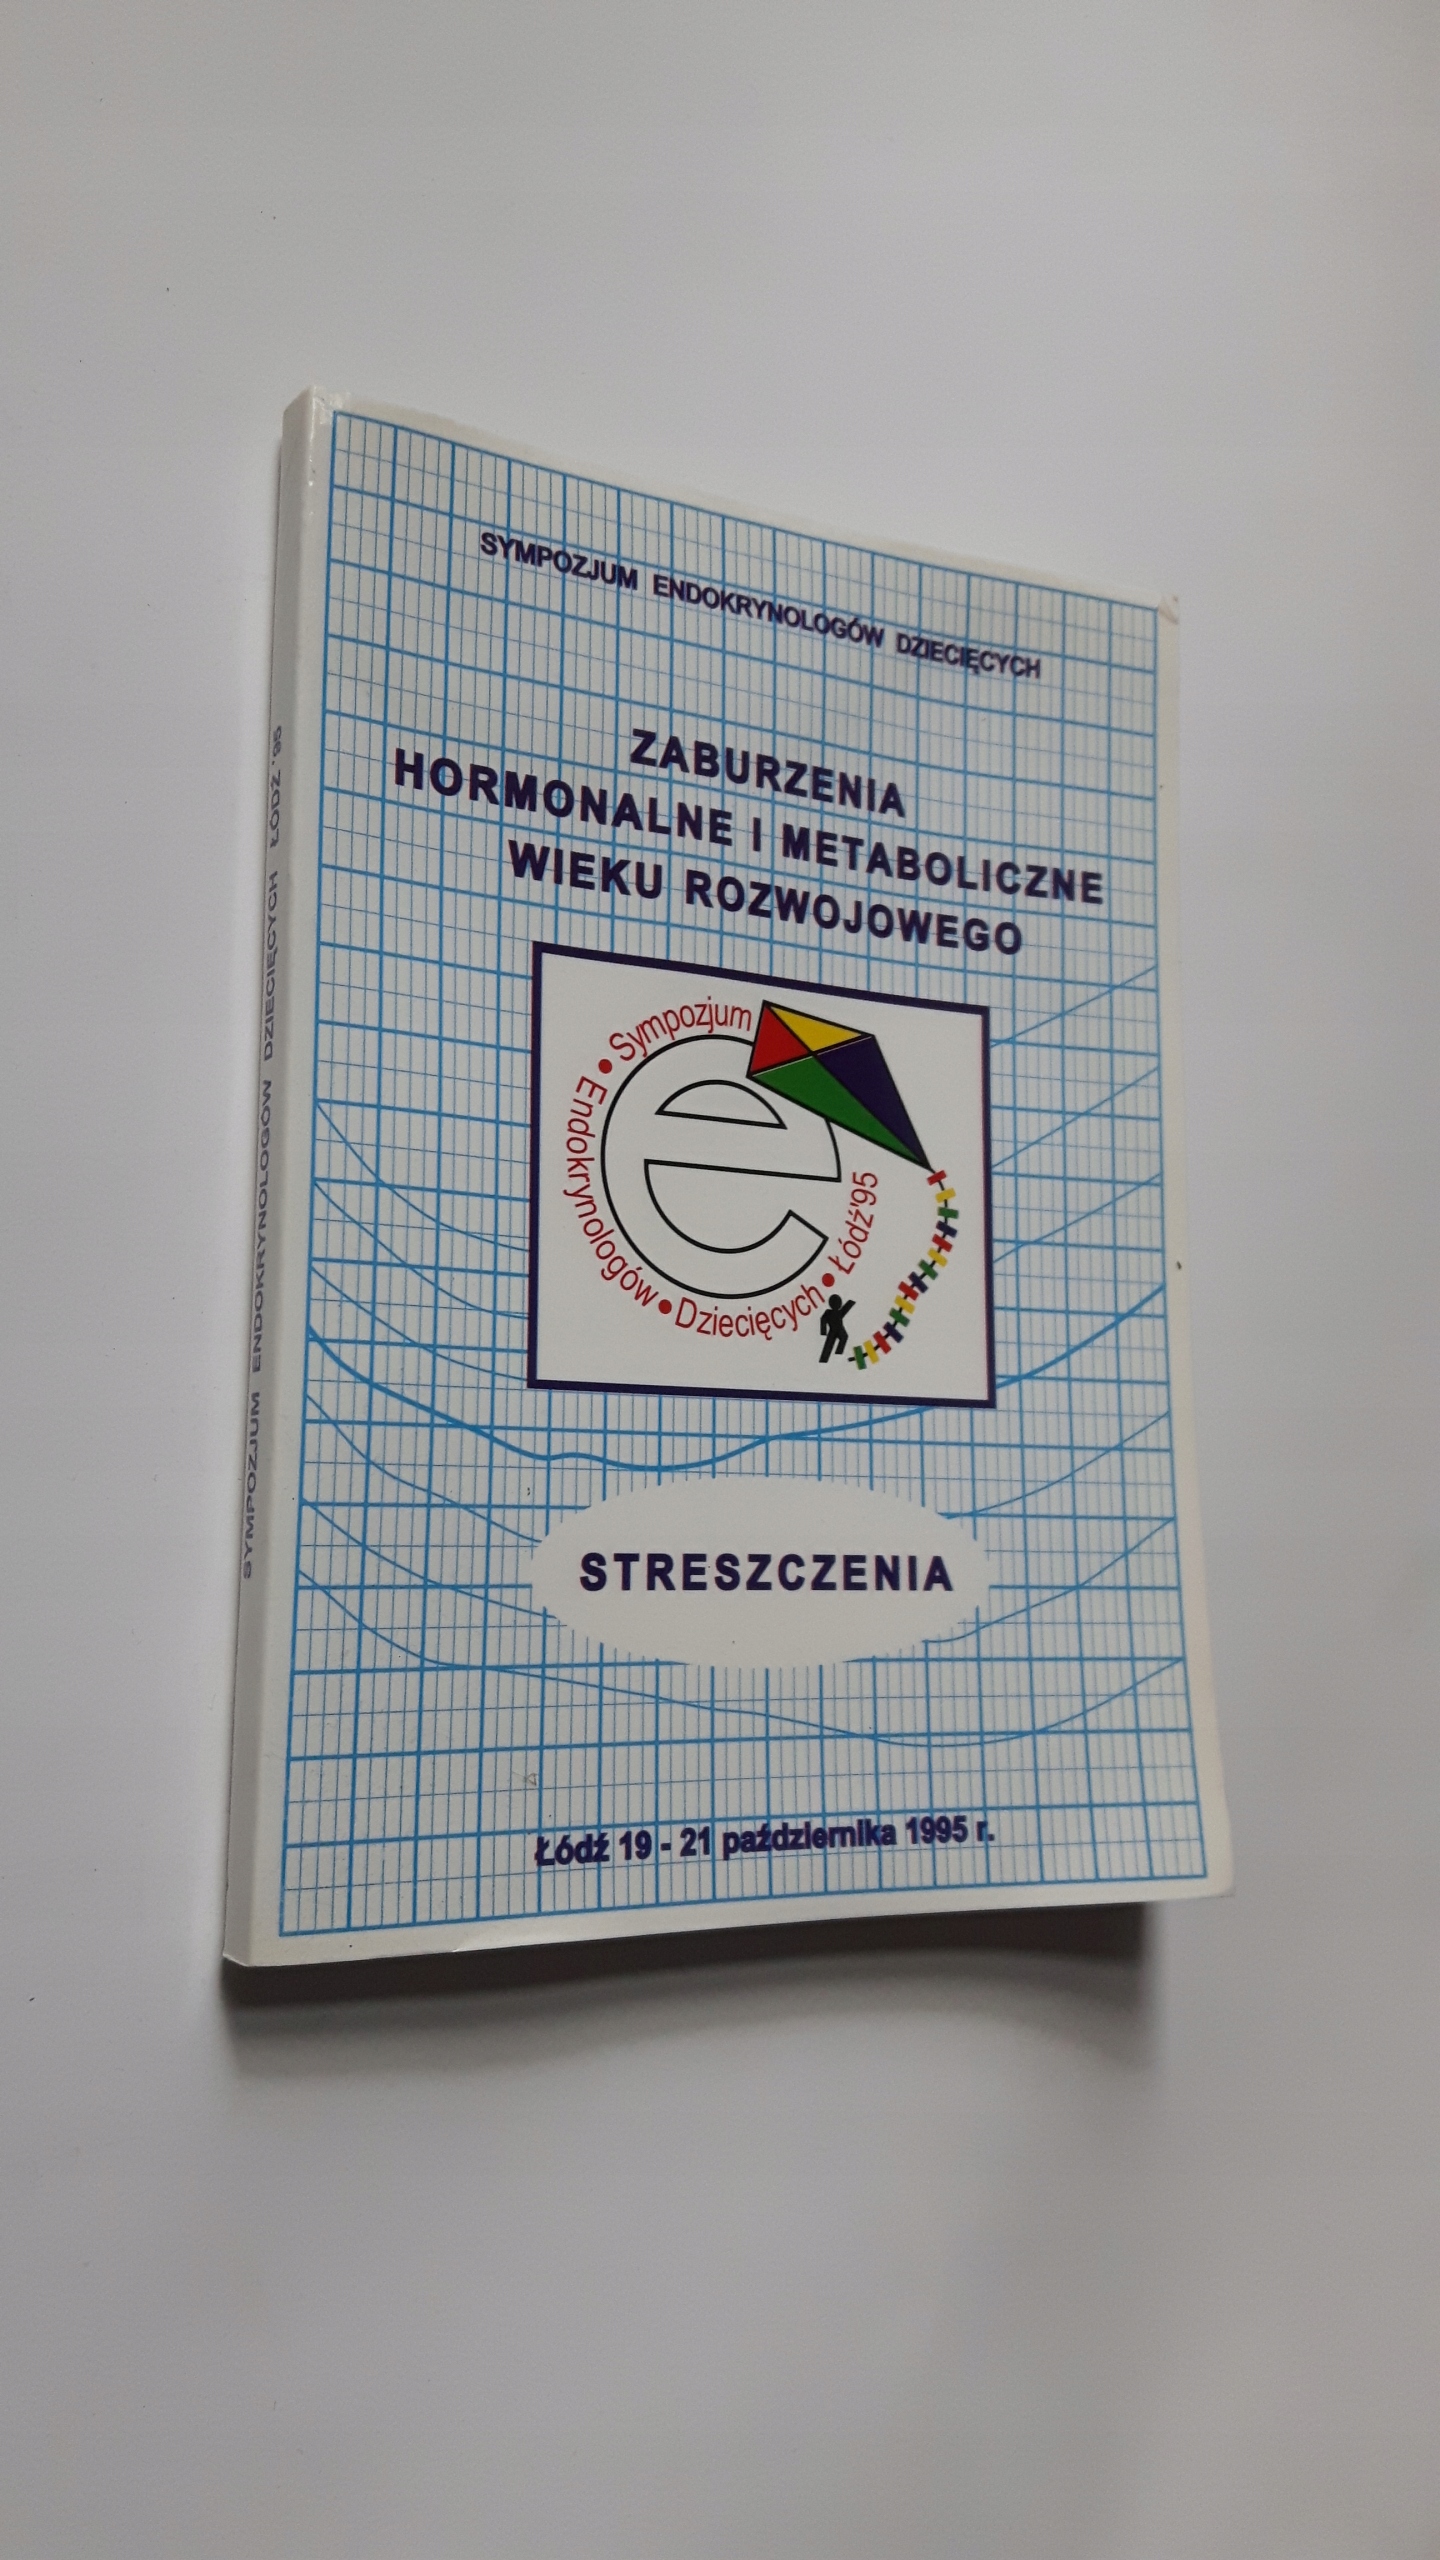 SYMPOZJUM ENDOKRYNOLOGÓW DZIECIĘCYCH
ZABURZENIA
HORMONALNE I METABOLICZNE
WIEKU ROZWOJOWEGO
Sympozjum • Endokrynologów • Dziecięcych • Łódź'95
e
STRESZCZENIA
Łódź 19 - 21 października 1995 r.
SYMPOZJUM ENDOKRYNOLOGÓW DZIECIĘCYCH ŁÓDŹ '95